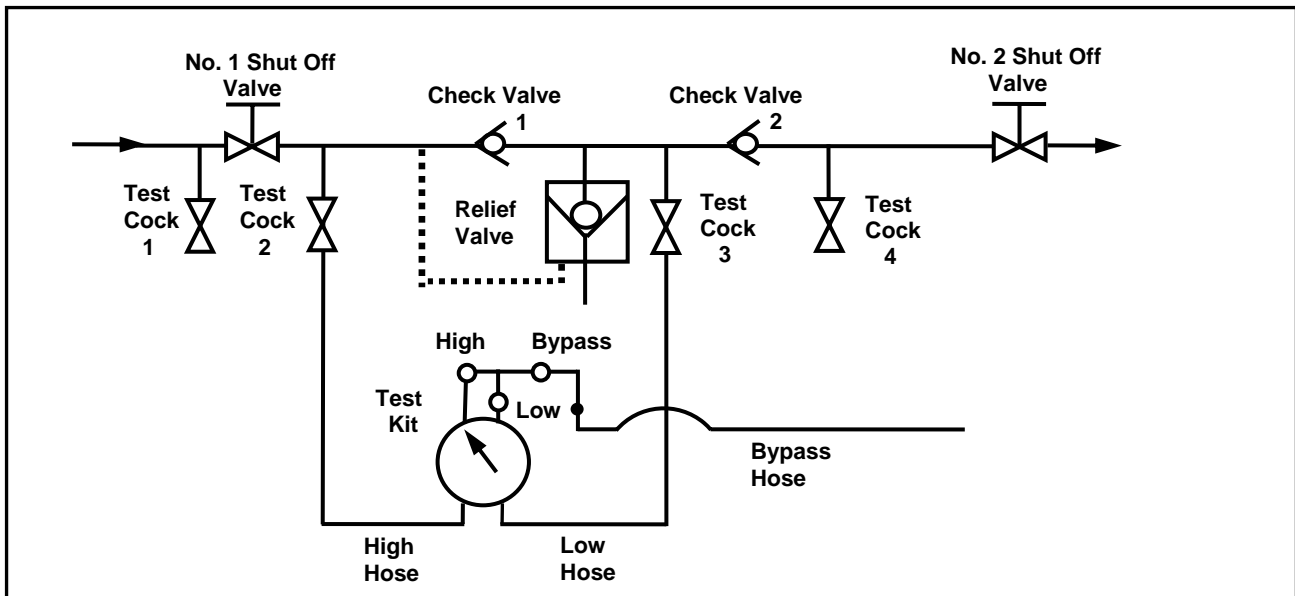 No. 1 Shut Off
Valve
No. 2 Shut Off
Valve
Check Valve
1
Check Valve
2
Test
Cock
1
Test
Cock
2
Relief
Valve
Test
Cock
3
Test
Cock
4
High
Bypass
Test
Kit
Low
Bypass
Hose
High
Hose
Low
Hose